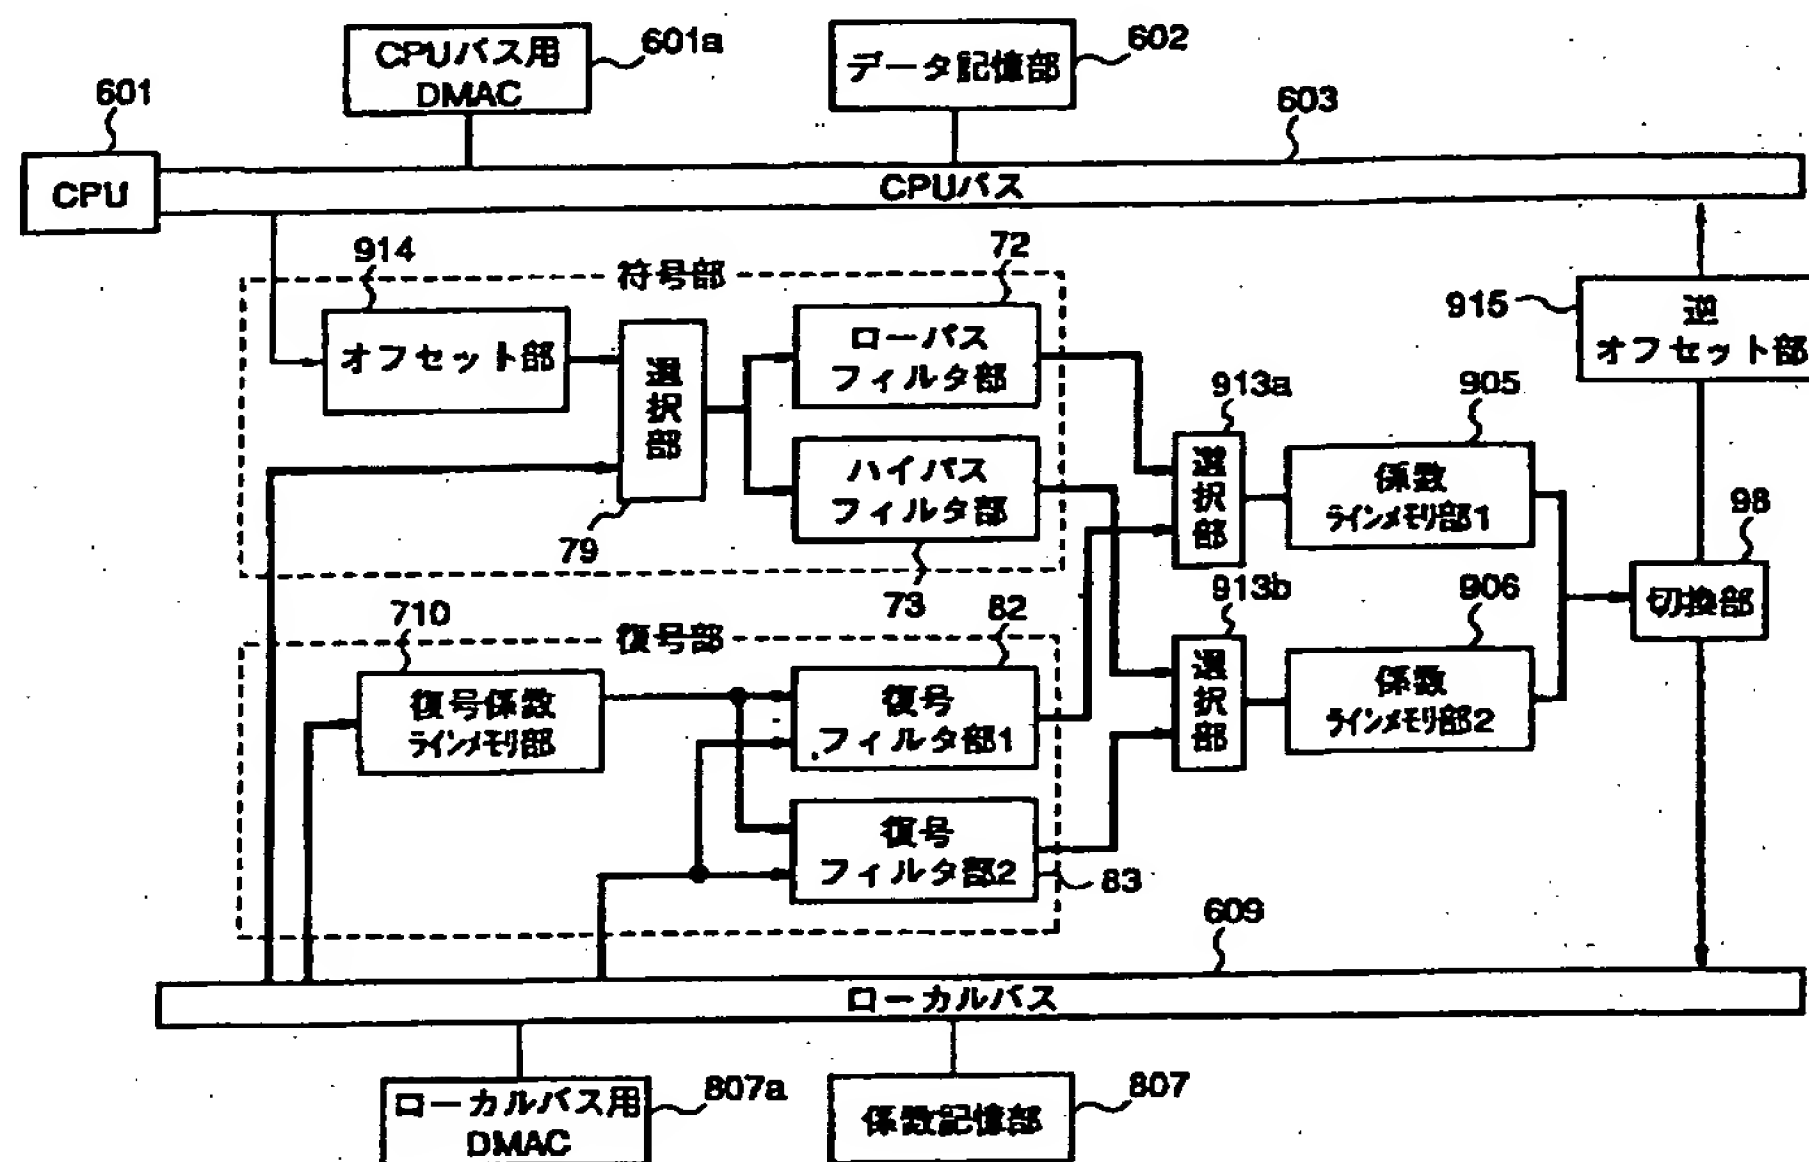 CPUバス用
DMAC
601a
データ記憶部
602
601
603
CPU
CPUバス
914
符号部
72
915
逆
オフセット部
オフセット部
選択部
ローパス
フィルタ部
913a
905
ハイパス
フィルタ部
選択部
係数
ラインメモリ部1
98
79
73
710
復号部
82
913b
906
切換部
復号係数
ラインメモリ部
復号
フィルタ部1
選択部
係数
ラインメモリ部2
復号
フィルタ部2
83
609
ローカルバス
ローカルバス用
DMAC
807a
係数記憶部
807